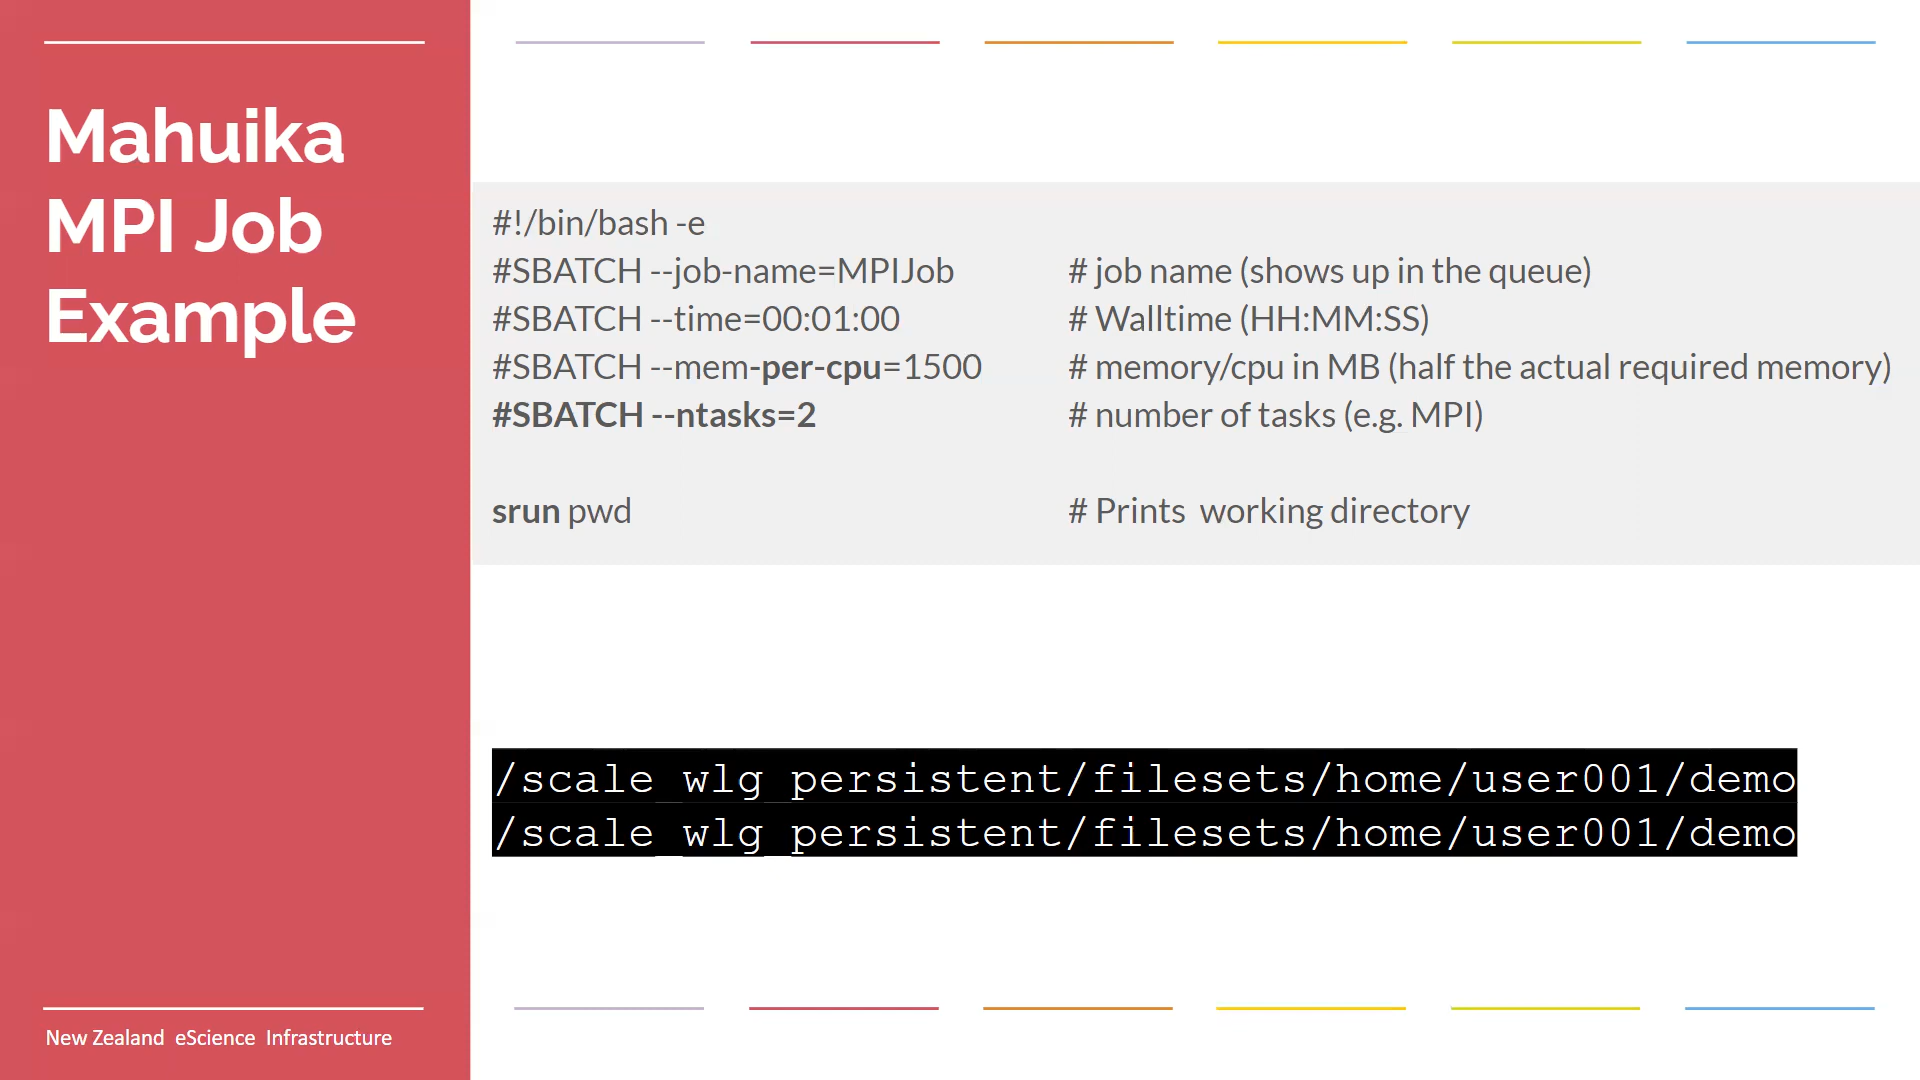 Mahuika
MPI Job
Example
#!/bin/bash -e
#SBATCH --job-name=MPIJob # job name (shows up in the queue)
#SBATCH --time=00:01:00 # Walltime (HH:MM:SS)
#SBATCH --mem-per-cpu=1500 # memory/cpu in MB (half the actual required memory)
#SBATCH --ntasks=2 # number of tasks (e.g. MPI)
srun pwd # Prints working directory
/scale_wlg_persistent/filesets/home/user001/demo
/scale_wlg_persistent/filesets/home/user001/demo
New Zealand eScience Infrastructure